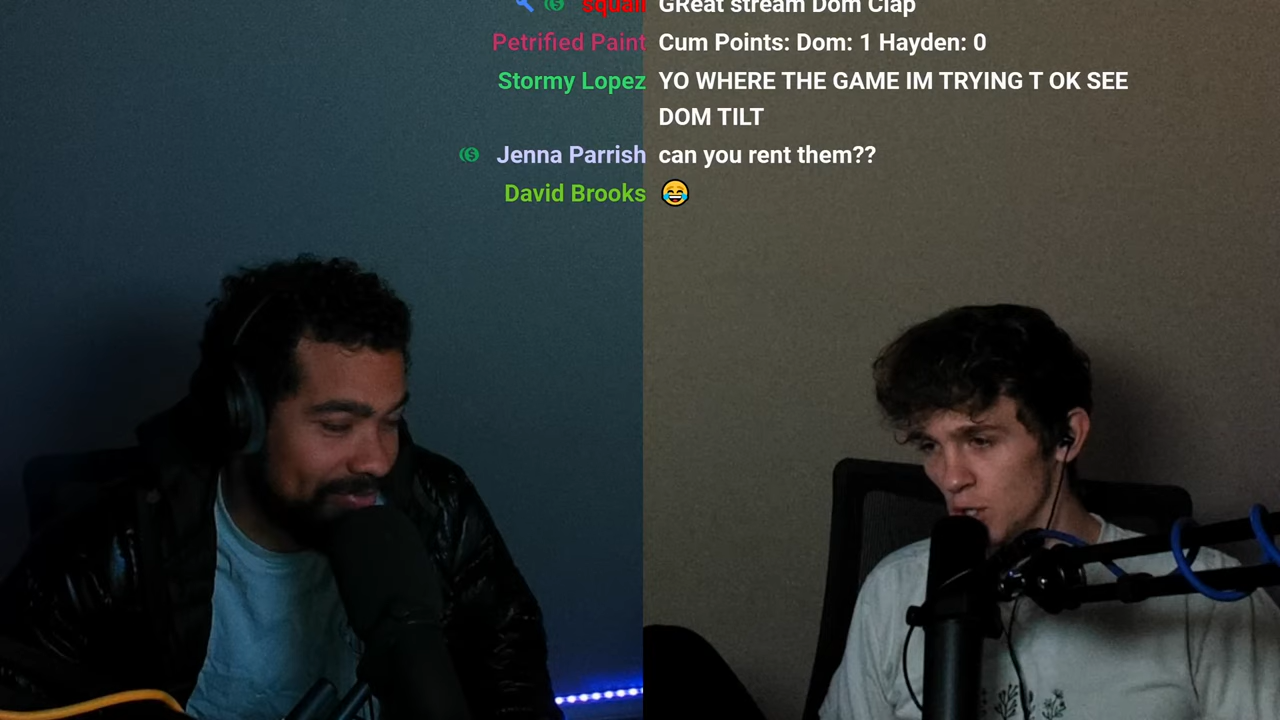 squall GReat stream Dom Clap
Petrified Paint Cum Points: Dom: 1 Hayden: 0
Stormy Lopez YO WHERE THE GAME IM TRYING T OK SEE
DOM TILT
Jenna Parrish can you rent them??
David Brooks 😂